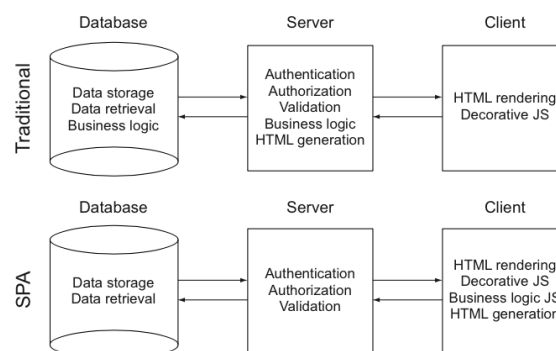 Database
Server
Client
Traditional
Data storage
Data retrieval
Business logic
Authentication
Authorization
Validation
Business logic
HTML generation
HTML rendering
Decorative JS
Database
Server
Client
SPA
Data storage
Data retrieval
Authentication
Authorization
Validation
HTML rendering
Decorative JS
Business logic JS
HTML generation